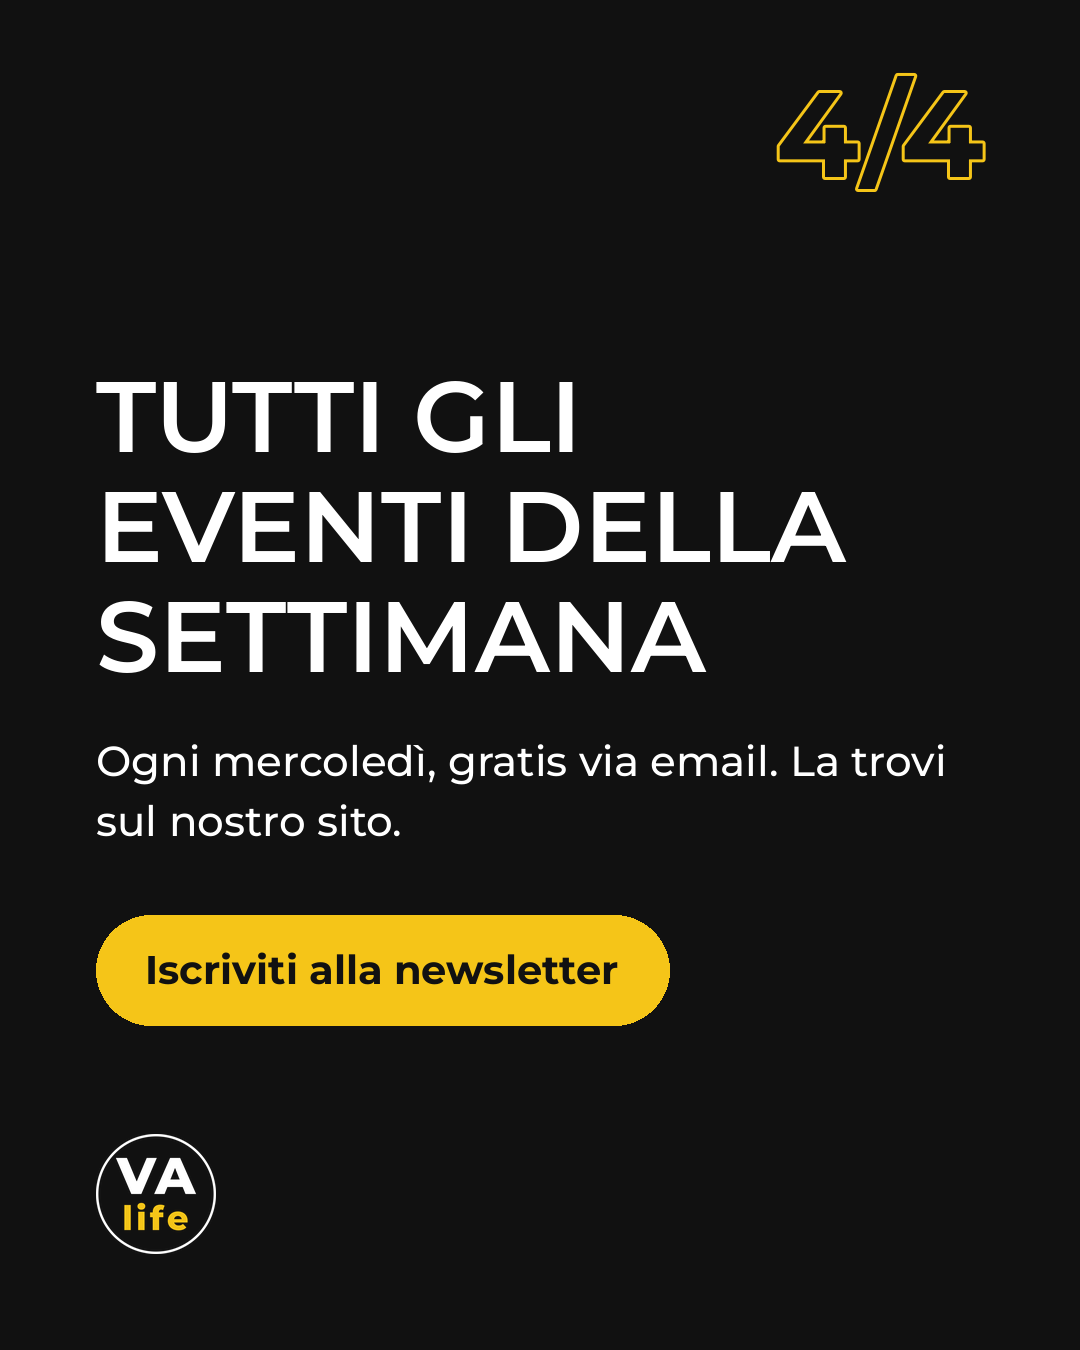 4/4
TUTTI GLI
EVENTI DELLA
SETTIMANA
Ogni mercoledì, gratis via email. La trovi
sul nostro sito.
Iscriviti alla newsletter
VA
life